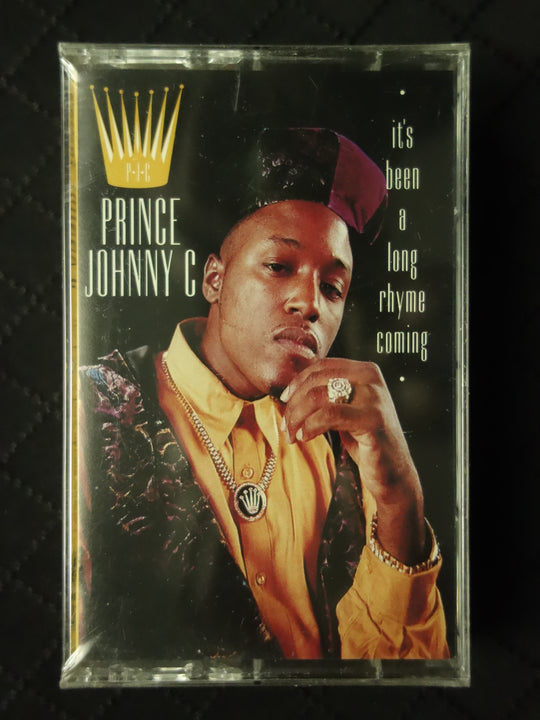 P•J•C
PRINCE
JOHNNY C
it's
been
a
long
rhyme
coming